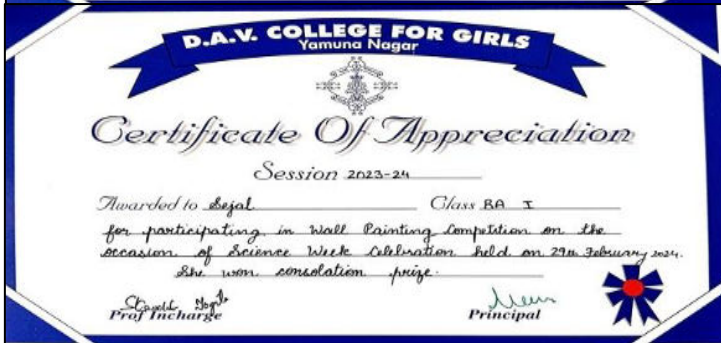 D.A.V. COLLEGE FOR GIRLS
Yamuna Nagar
Certificate Of Appreciation
Session 2023-24
Awarded to Sejal Class BA I
for participating in Wall Painting Competition on the
occasion of Science Week Celebration held on 29th February 2024.
She won consolation prize.
Prof Incharge Principal